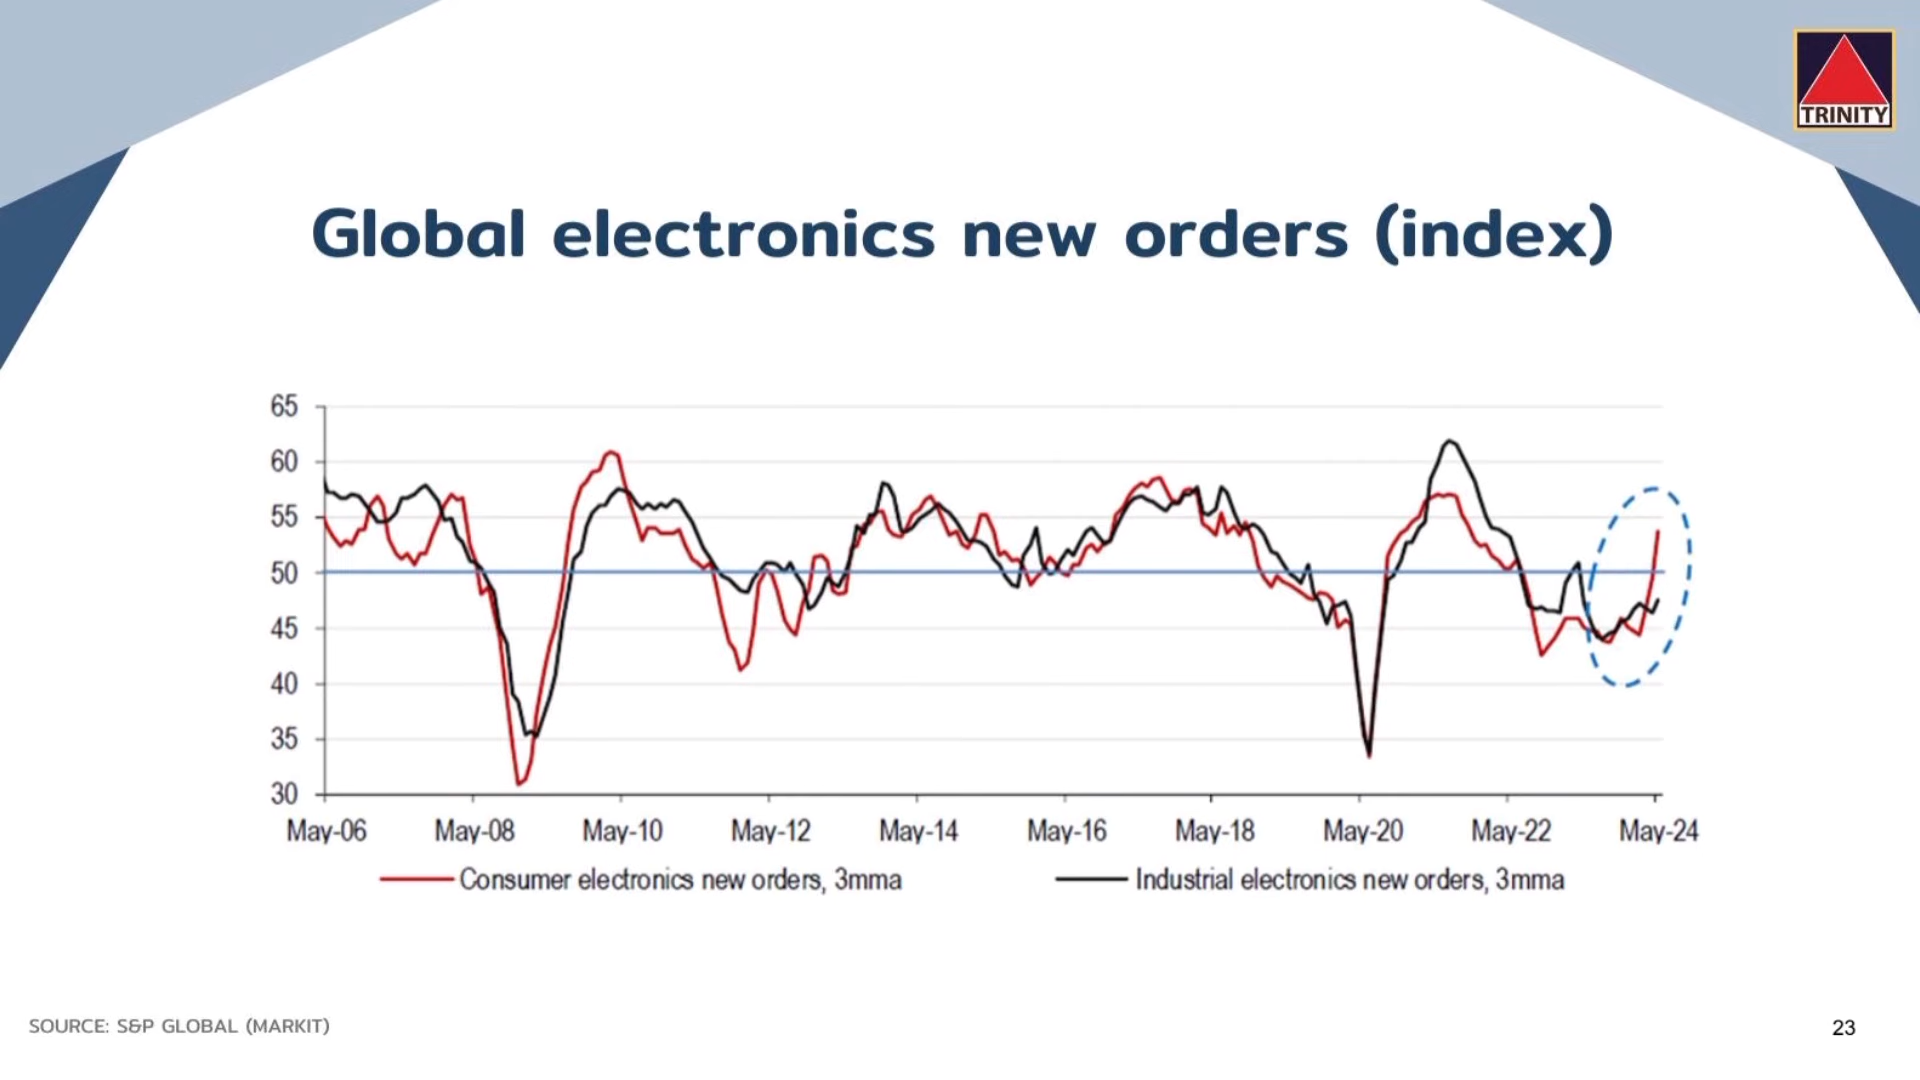 TRINITY
Global electronics new orders (index)
65
60
55
50
45
40
35
30
May-06 May-08 May-10 May-12 May-14 May-16 May-18 May-20 May-22 May-24
Consumer electronics new orders, 3mma Industrial electronics new orders, 3mma
SOURCE: S&P GLOBAL (MARKIT)
23